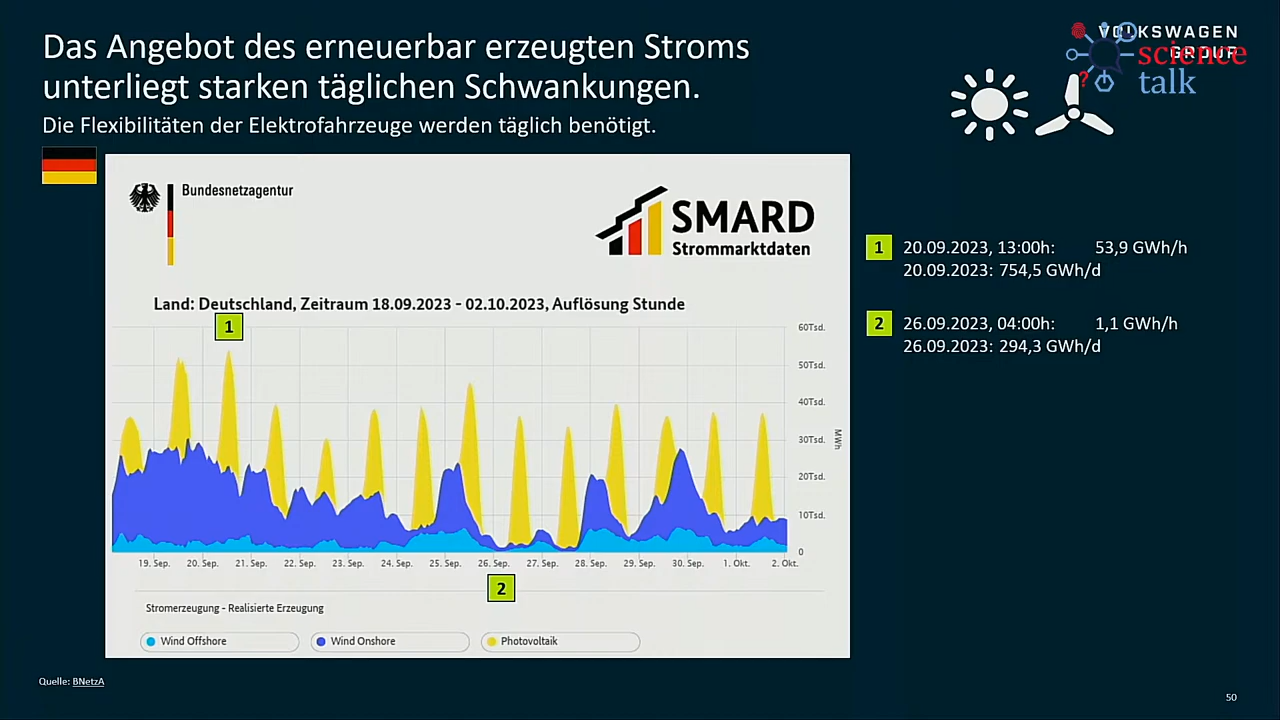 Das Angebot des erneuerbar erzeugten Stroms
unterliegt starken täglichen Schwankungen.
Die Flexibilitäten der Elektrofahrzeuge werden täglich benötigt.
VOLKSWAGEN
GROUP
science
talk
?
Bundesnetzagentur
SMARD
Strommarktdaten
Land: Deutschland, Zeitraum 18.09.2023 - 02.10.2023, Auflösung Stunde
1
60Tsd.
50Tsd.
40Tsd.
30Tsd.
20Tsd.
10Tsd.
0
MWh
19. Sep. 20. Sep. 21. Sep. 22. Sep. 23. Sep. 24. Sep. 25. Sep. 26. Sep. 27. Sep. 28. Sep. 29. Sep. 30. Sep. 1. Okt. 2. Okt.
2
Stromerzeugung - Realisierte Erzeugung
Wind Offshore Wind Onshore Photovoltaik
1 20.09.2023, 13:00h: 53,9 GWh/h
20.09.2023: 754,5 GWh/d
2 26.09.2023, 04:00h: 1,1 GWh/h
26.09.2023: 294,3 GWh/d
Quelle: BNetzA
50